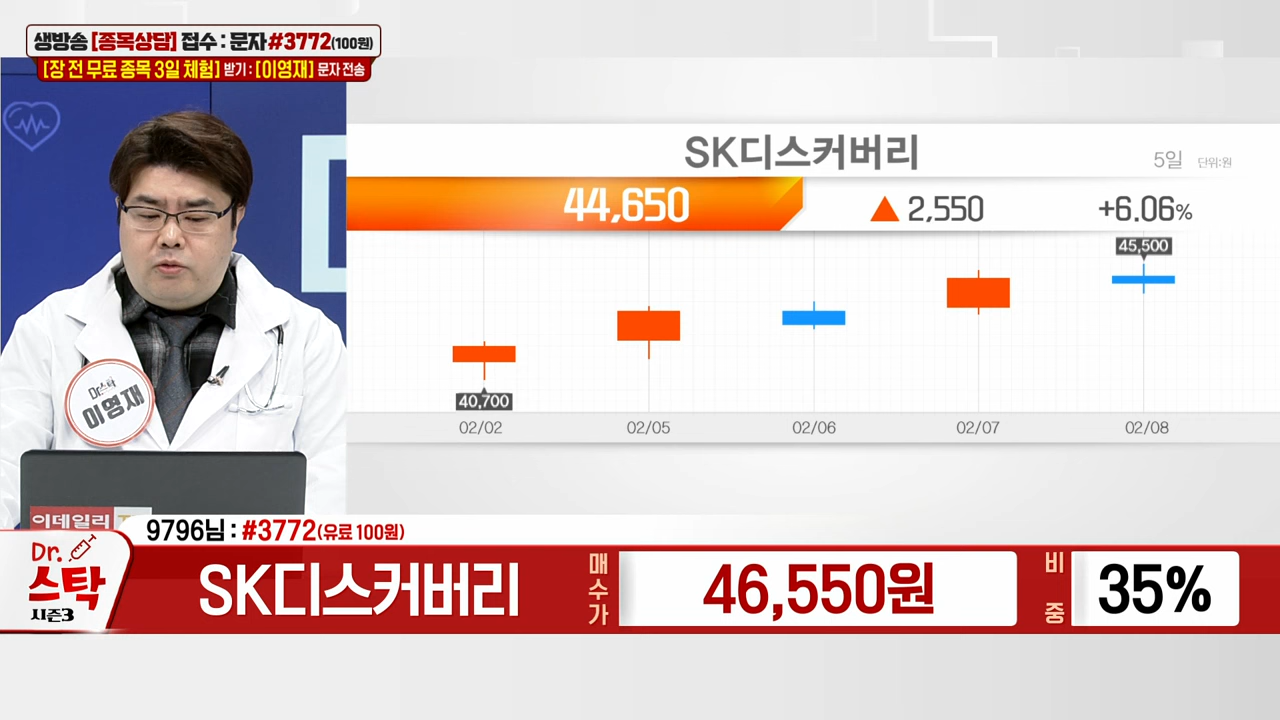 생방송 [종목상담] 접수 : 문자#3772(100원)
[장 전 무료 종목 3일 체험] 받기 : [이영재] 문자 전송
SK디스커버리
5일 단위:원
44,650 ▲ 2,550 +6.06%
45,500
40,700
02/02 02/05 02/06 02/07 02/08
Dr.스탁
이영재
이데일리
9796님 : #3772(유료 100원)
Dr.
스탁
시즌3
SK디스커버리 매수가 46,550원 비중 35%